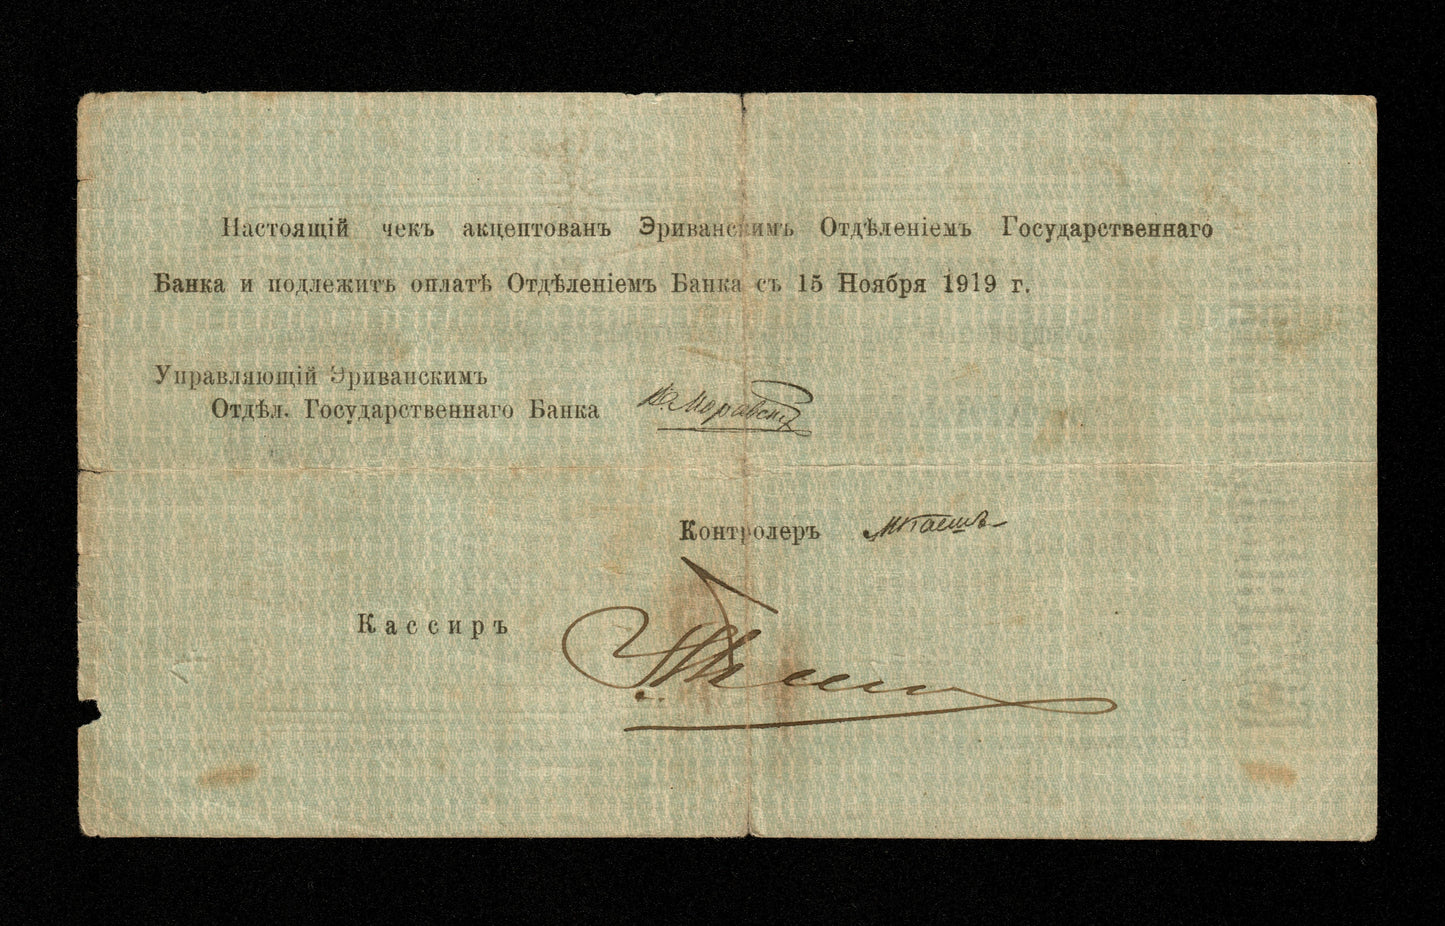 Настоящій чекъ акцептованъ Эриванскимъ Отдѣленіемъ Государственнаго
Банка и подлежитъ оплатѣ Отдѣленіемъ Банка съ 15 Ноября 1919 г.
Управляющій Эриванскимъ
Отдѣл. Государственнаго Банка
Контролеръ
Кассиръ